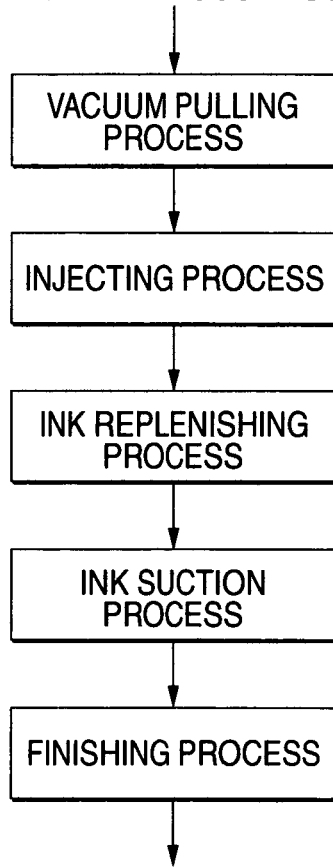 VACUUM PULLING
PROCESS
INJECTING PROCESS
INK REPLENISHING
PROCESS
INK SUCTION
PROCESS
FINISHING PROCESS